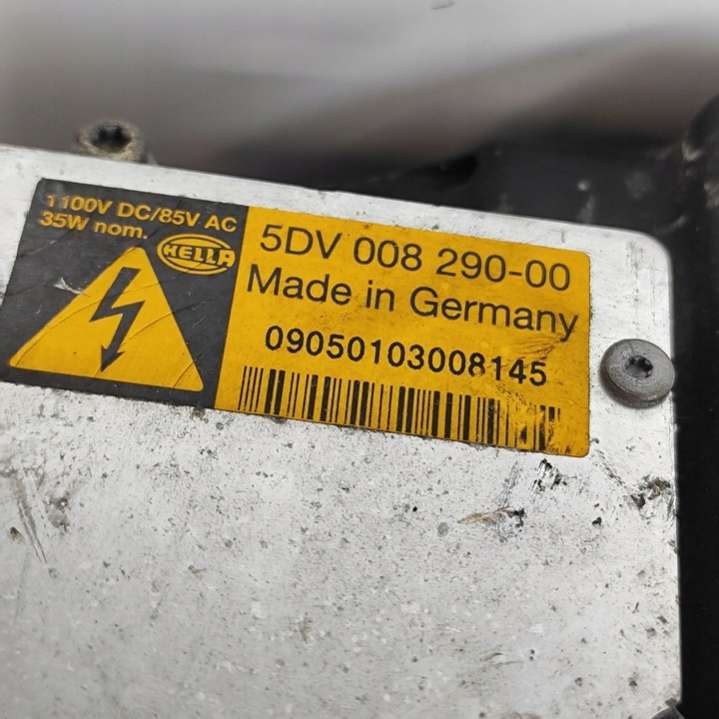 1100V DC/85V AC
35W nom.
HELLA
5DV 008 290-00
Made in Germany
09050103008145